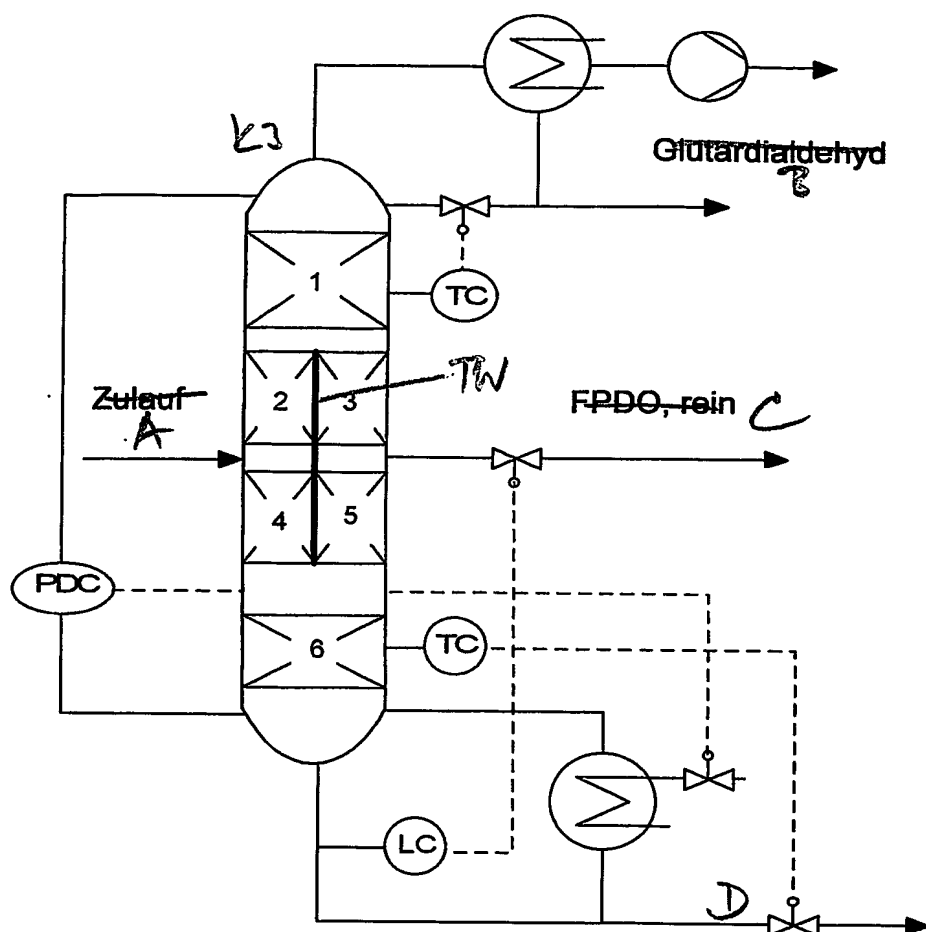 K3
Glutardialdehyd
B
1
TC
2
3
TW
Zulauf
A
FPDO, rein
C
4
5
PDC
6
TC
LC
D